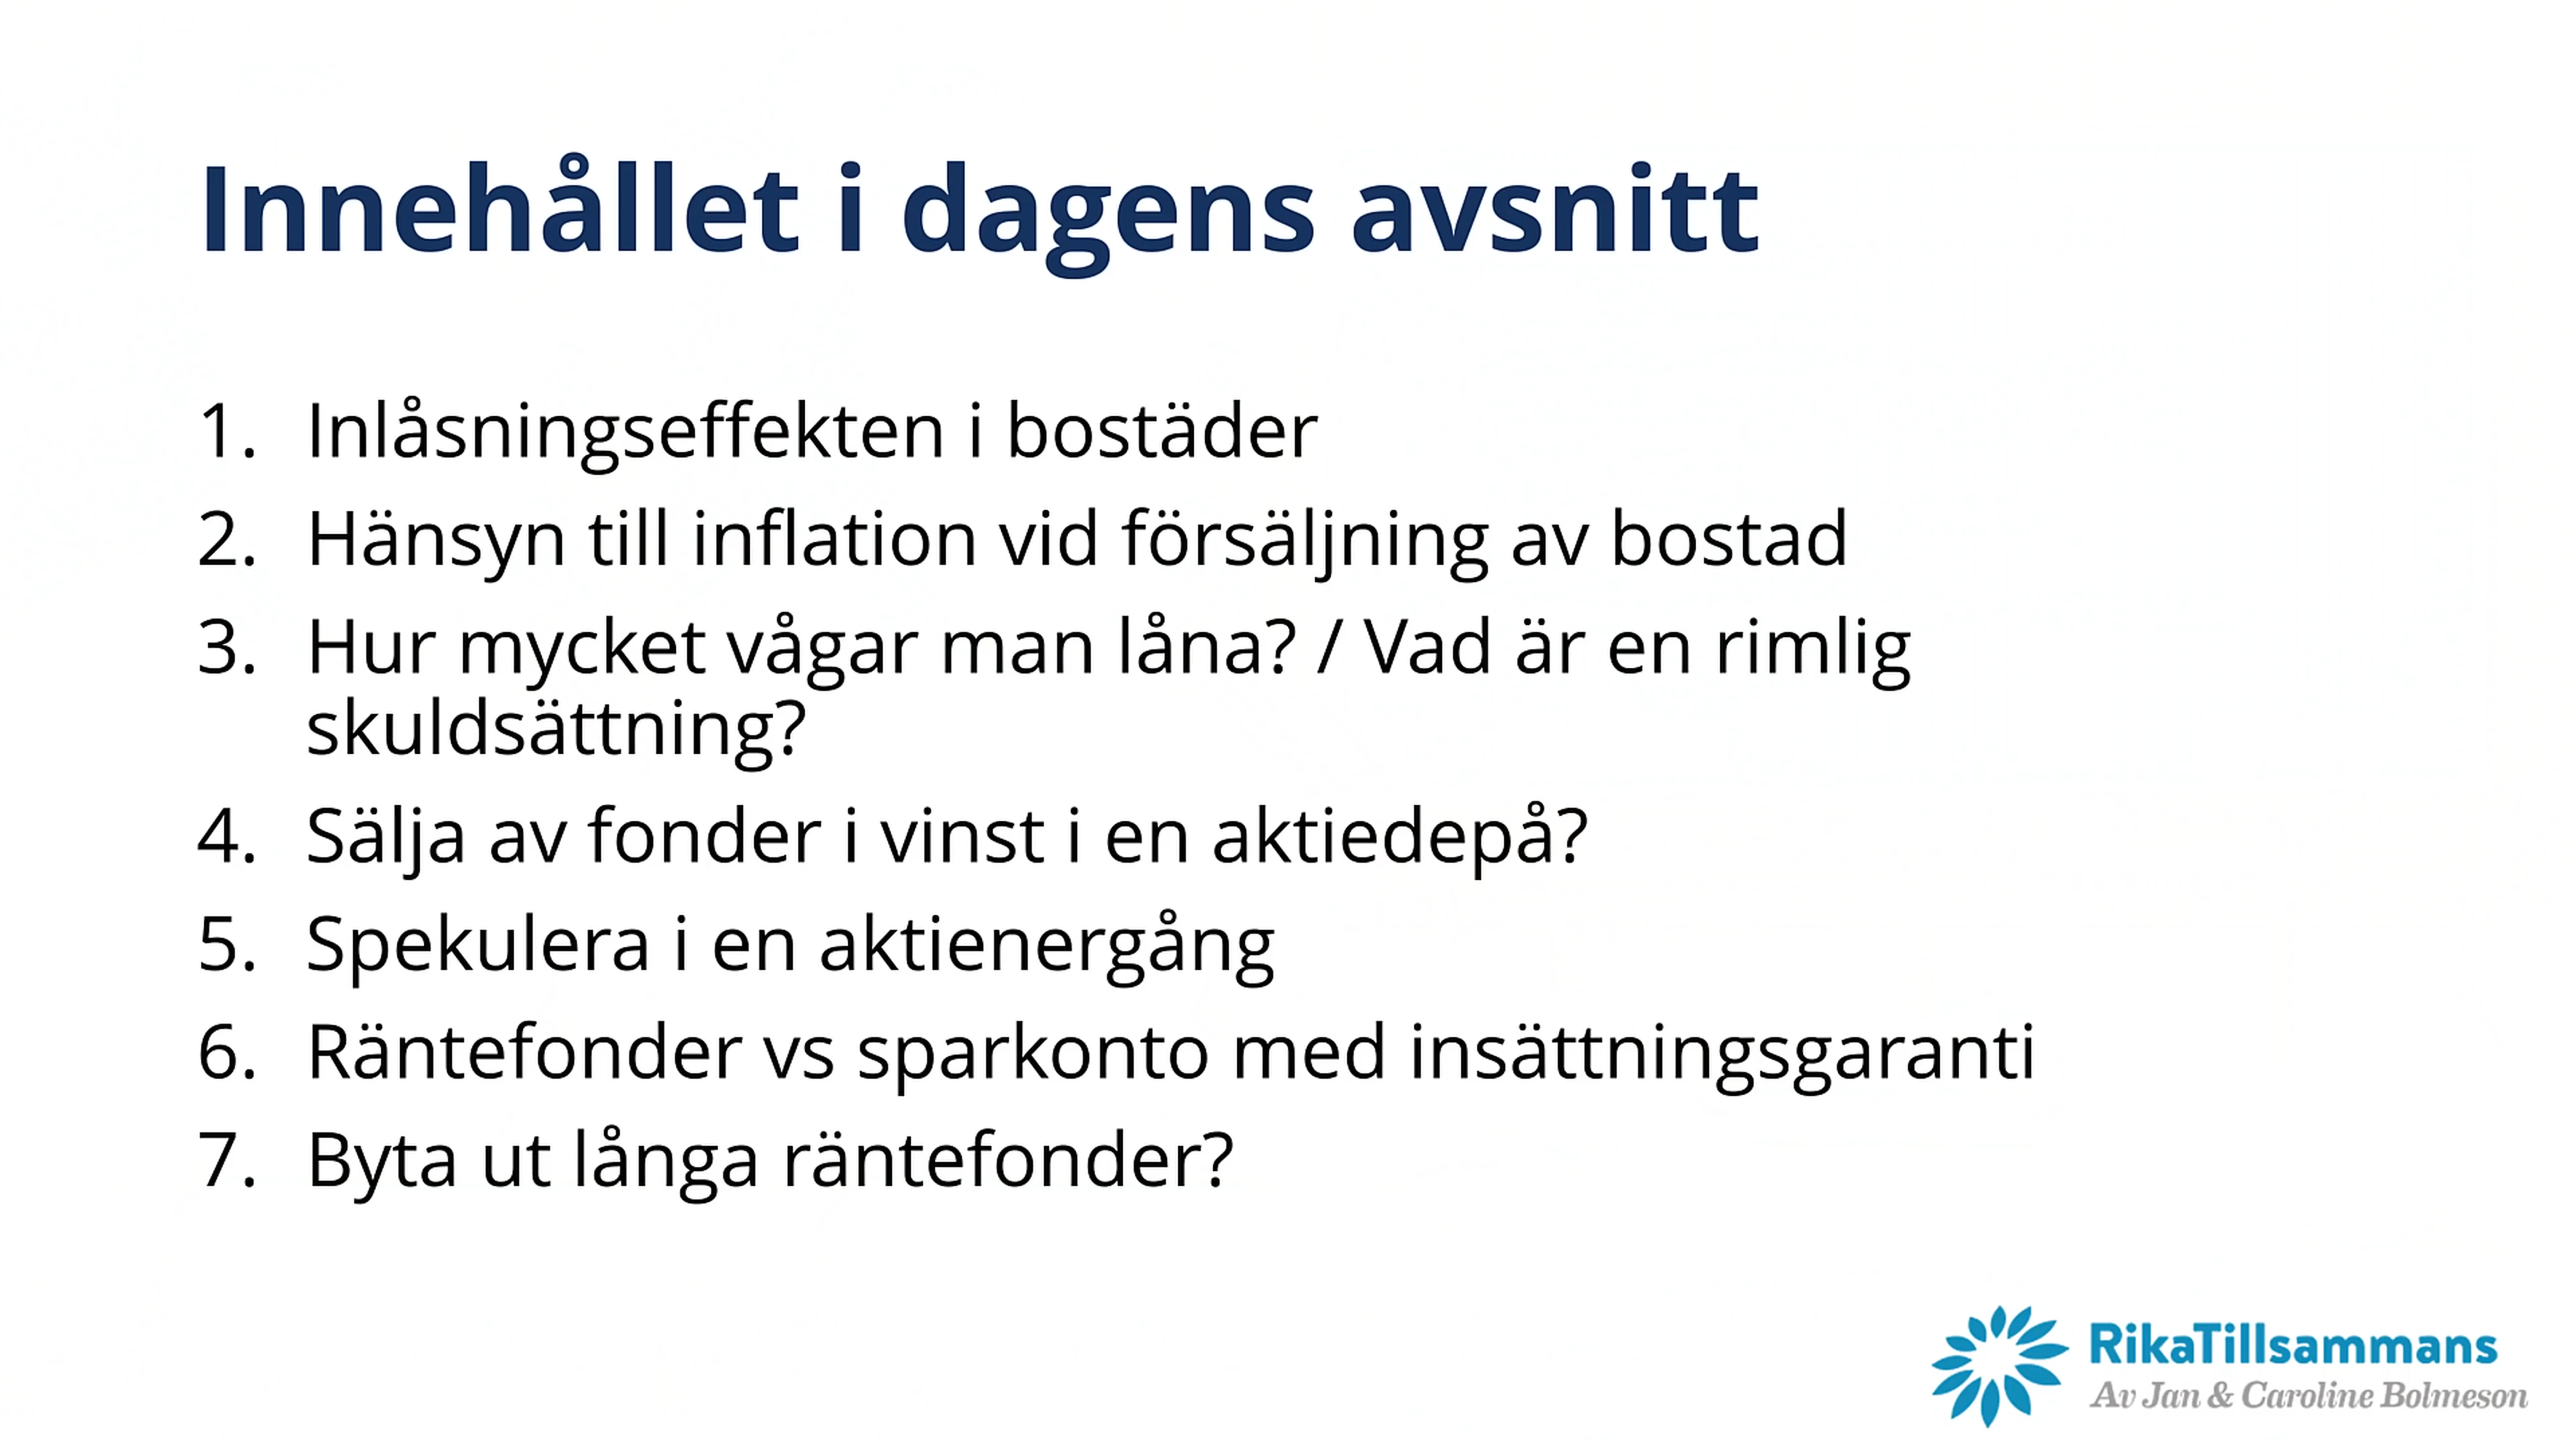 Innehållet i dagens avsnitt
1. Inlåsningseffekten i bostäder
2. Hänsyn till inflation vid försäljning av bostad
3. Hur mycket vågar man låna? / Vad är en rimlig
skuldsättning?
4. Sälja av fonder i vinst i en aktiedepå?
5. Spekulera i en aktienergång
6. Räntefonder vs sparkonto med insättningsgaranti
7. Byta ut långa räntefonder?
RikaTillsammans
Av Jan & Caroline Bolmeson